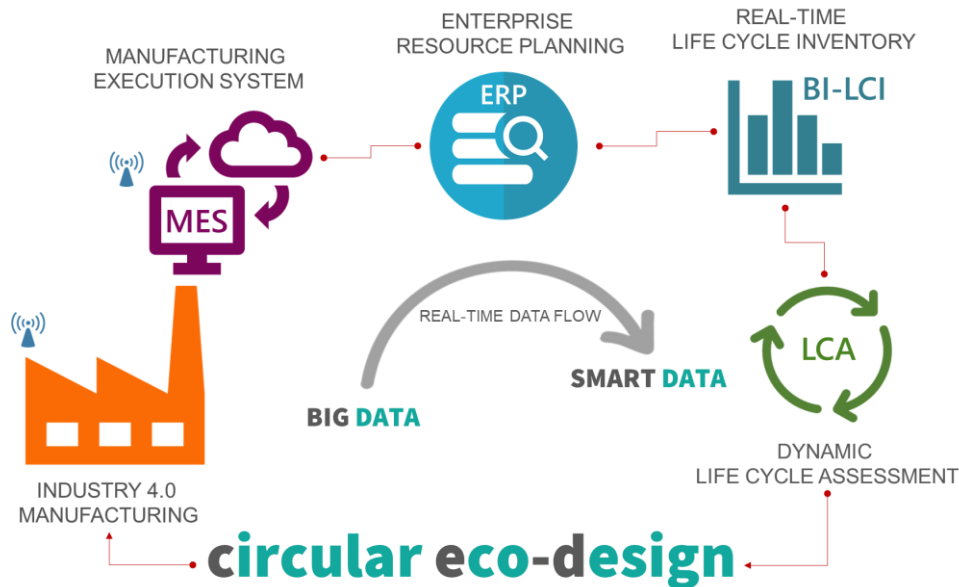 MANUFACTURING
EXECUTION SYSTEM
MES
ENTERPRISE
RESOURCE PLANNING
ERP
REAL-TIME
LIFE CYCLE INVENTORY
BI-LCI
REAL-TIME DATA FLOW
BIG DATA
SMART DATA
LCA
DYNAMIC
LIFE CYCLE ASSESSMENT
INDUSTRY 4.0
MANUFACTURING
circular eco-design